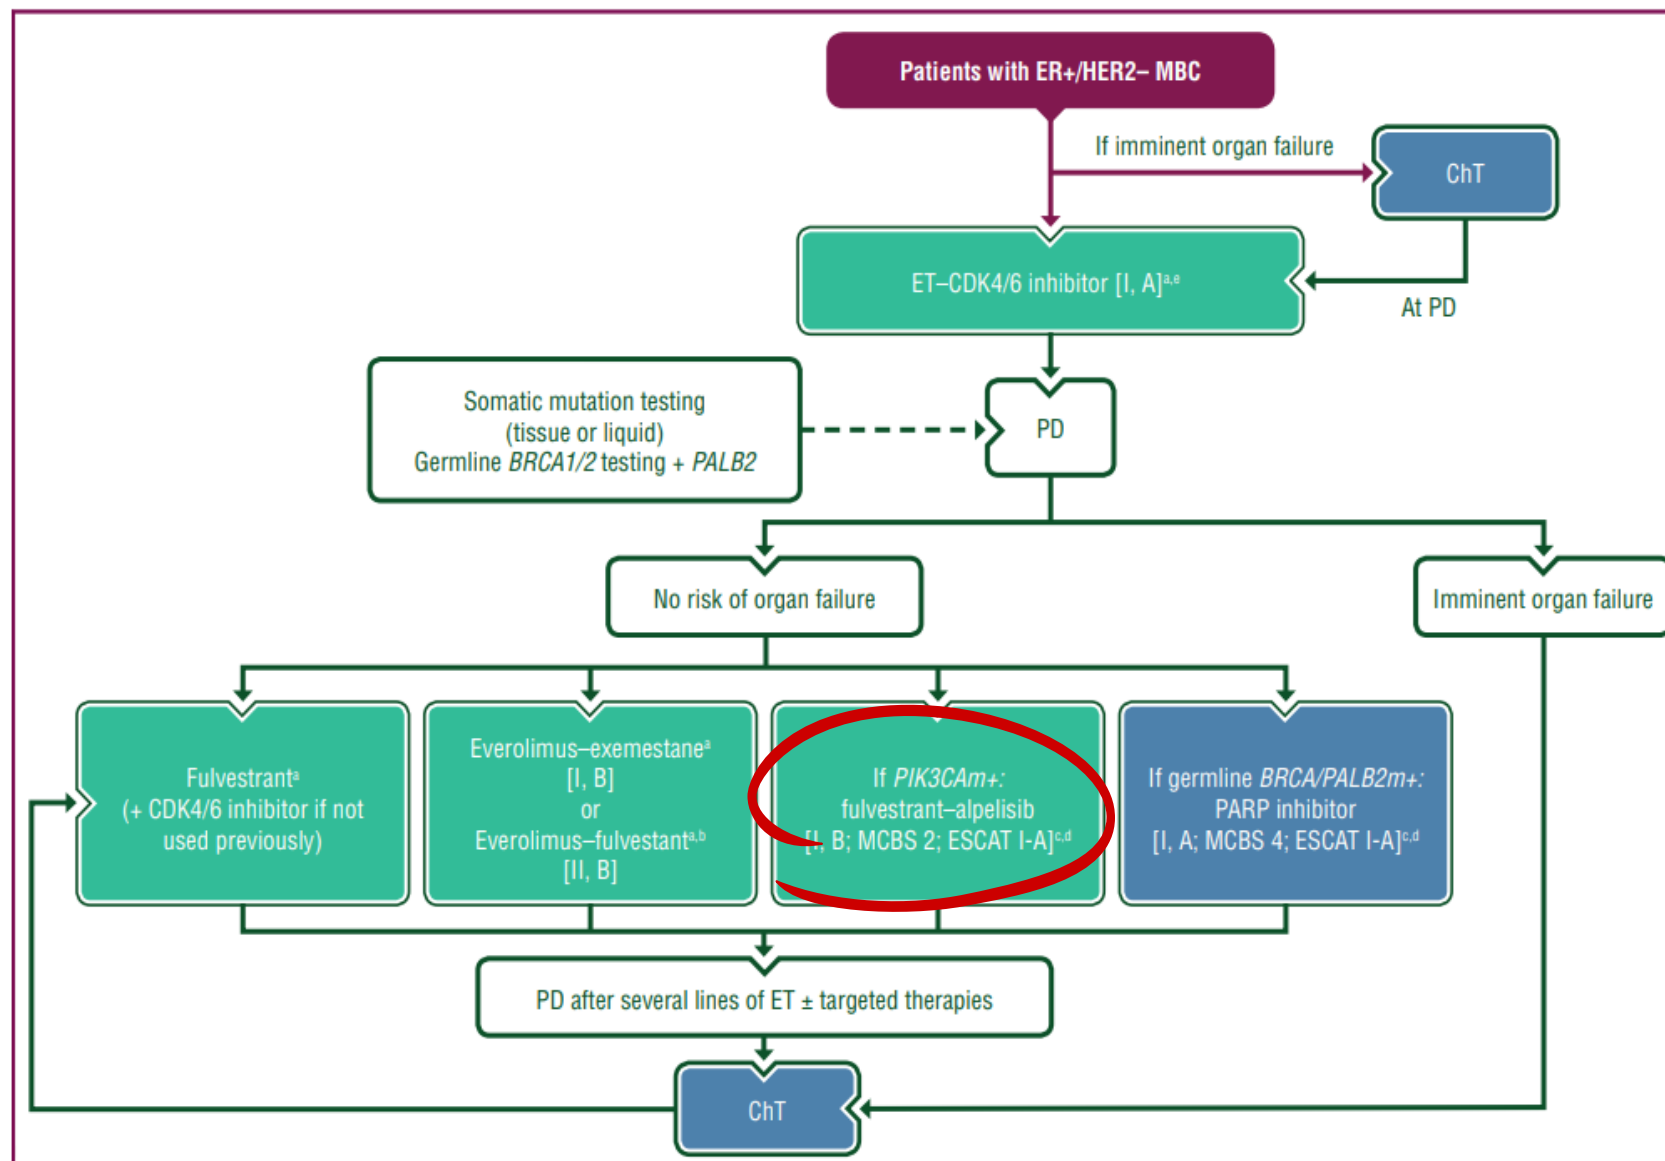 Patients with ER+/HER2– MBC
If imminent organ failure
ChT
ET–CDK4/6 inhibitor [I, A]a,e
At PD
Somatic mutation testing
(tissue or liquid)
Germline BRCA1/2 testing + PALB2
PD
No risk of organ failure
Imminent organ failure
Fulvestranta
(+ CDK4/6 inhibitor if not
used previously)
Everolimus–exemestanea
[I, B]
or
Everolimus–fulvestanta,b
[II, B]
If PIK3CAm+:
fulvestrant–alpelisib
[I, B; MCBS 2; ESCAT I-A]c,d
If germline BRCA/PALB2m+:
PARP inhibitor
[I, A; MCBS 4; ESCAT I-A]c,d
PD after several lines of ET ± targeted therapies
ChT